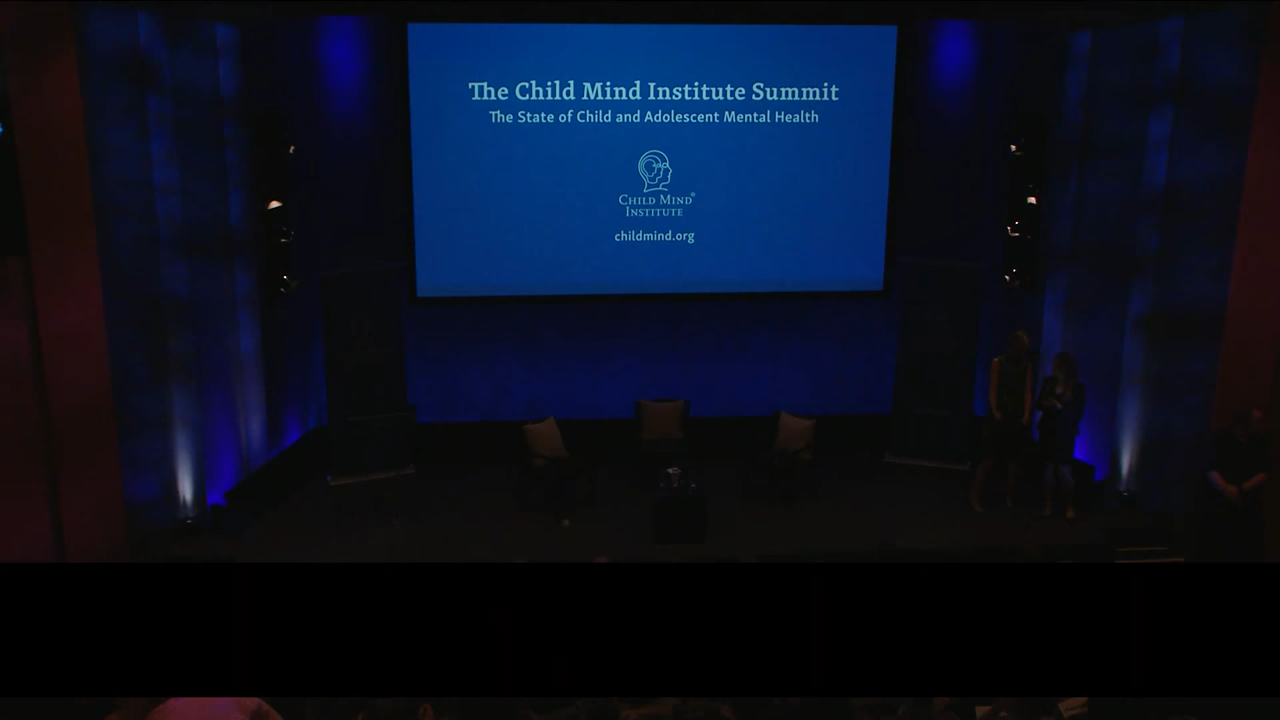 The Child Mind Institute Summit
The State of Child and Adolescent Mental Health
CHILD MIND®
INSTITUTE
childmind.org